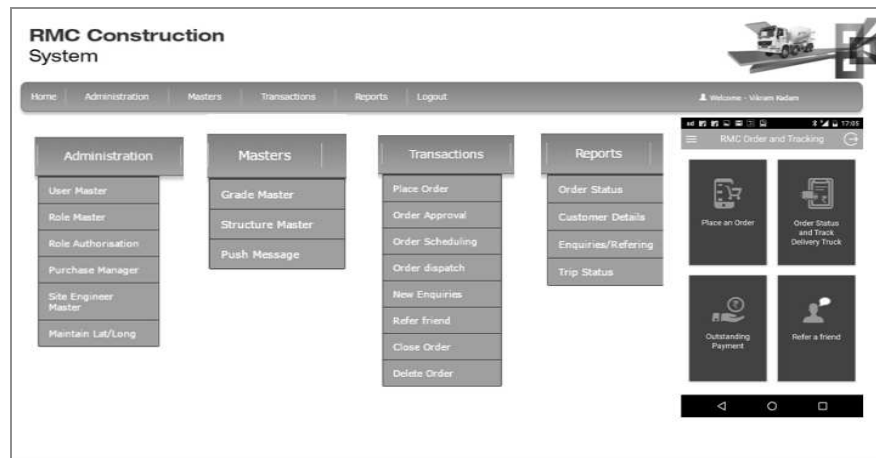 RMC Construction
System
Home Administration Masters Transactions Reports Logout
Welcome - Vikram Kadam
Administration
User Master
Role Master
Role Authorisation
Purchase Manager
Site Engineer
Master
Maintain Lat/Long
Masters
Grade Master
Structure Master
Push Message
Transactions
Place Order
Order Approval
Order Scheduling
Order dispatch
New Enquiries
Refer friend
Close Order
Delete Order
Reports
Order Status
Customer Details
Enquiries/Refering
Trip Status
17:05
RMC Order and Tracking
Place an Order
Order Status
and Track
Delivery Truck
Outstanding
Payment
Refer a friend